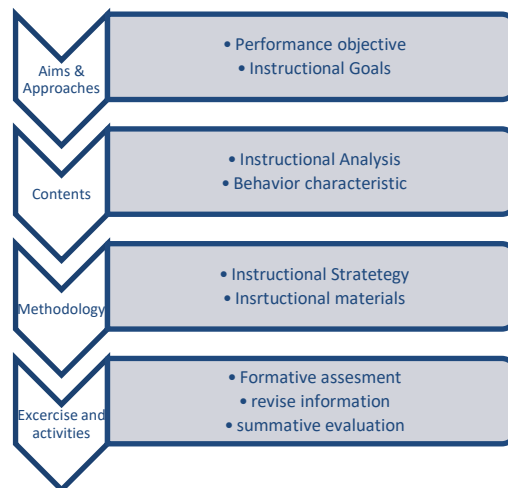 Aims &
Approaches
• Performance objective
• Instructional Goals
Contents
• Instructional Analysis
• Behavior characteristic
Methodology
• Instructional Stratetegy
• Insrtuctional materials
Excercise and
activities
• Formative assesment
• revise information
• summative evaluation